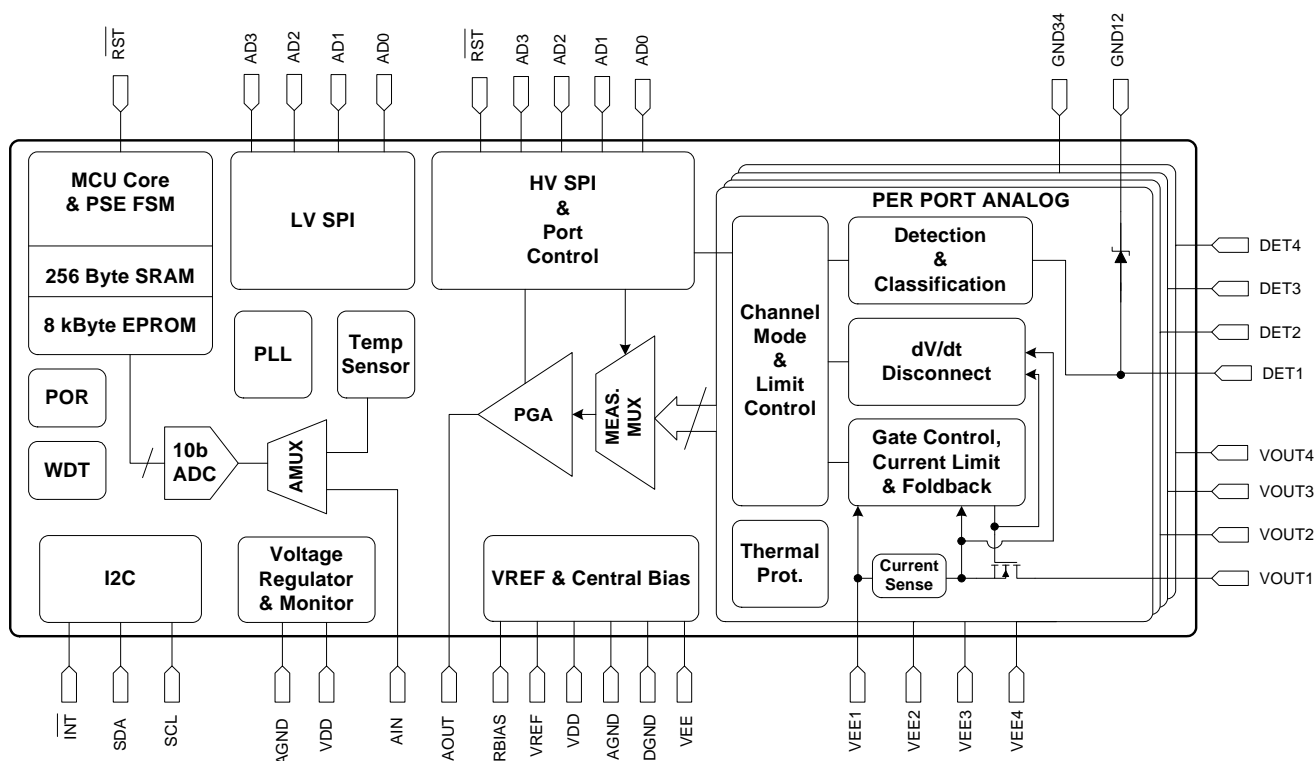 RST
AD3
AD2
AD1
AD0
RST
AD3
AD2
AD1
AD0
GND34
GND12
MCU Core
& PSE FSM
256 Byte SRAM
8 kByte EPROM
LV SPI
HV SPI
&
Port
Control
PER PORT ANALOG
Channel
Mode
&
Limit
Control
Detection
&
Classification
dV/dt
Disconnect
Gate Control,
Current Limit
& Foldback
Current
Sense
Thermal
Prot.
DET4
DET3
DET2
DET1
VOUT4
VOUT3
VOUT2
VOUT1
PLL
Temp
Sensor
POR
WDT
10b
ADC
AMUX
PGA
MEAS.
MUX
I2C
Voltage
Regulator
& Monitor
VREF & Central Bias
INT
SDA
SCL
AGND
VDD
AIN
AOUT
RBIAS
VREF
VDD
AGND
DGND
VEE
VEE1
VEE2
VEE3
VEE4